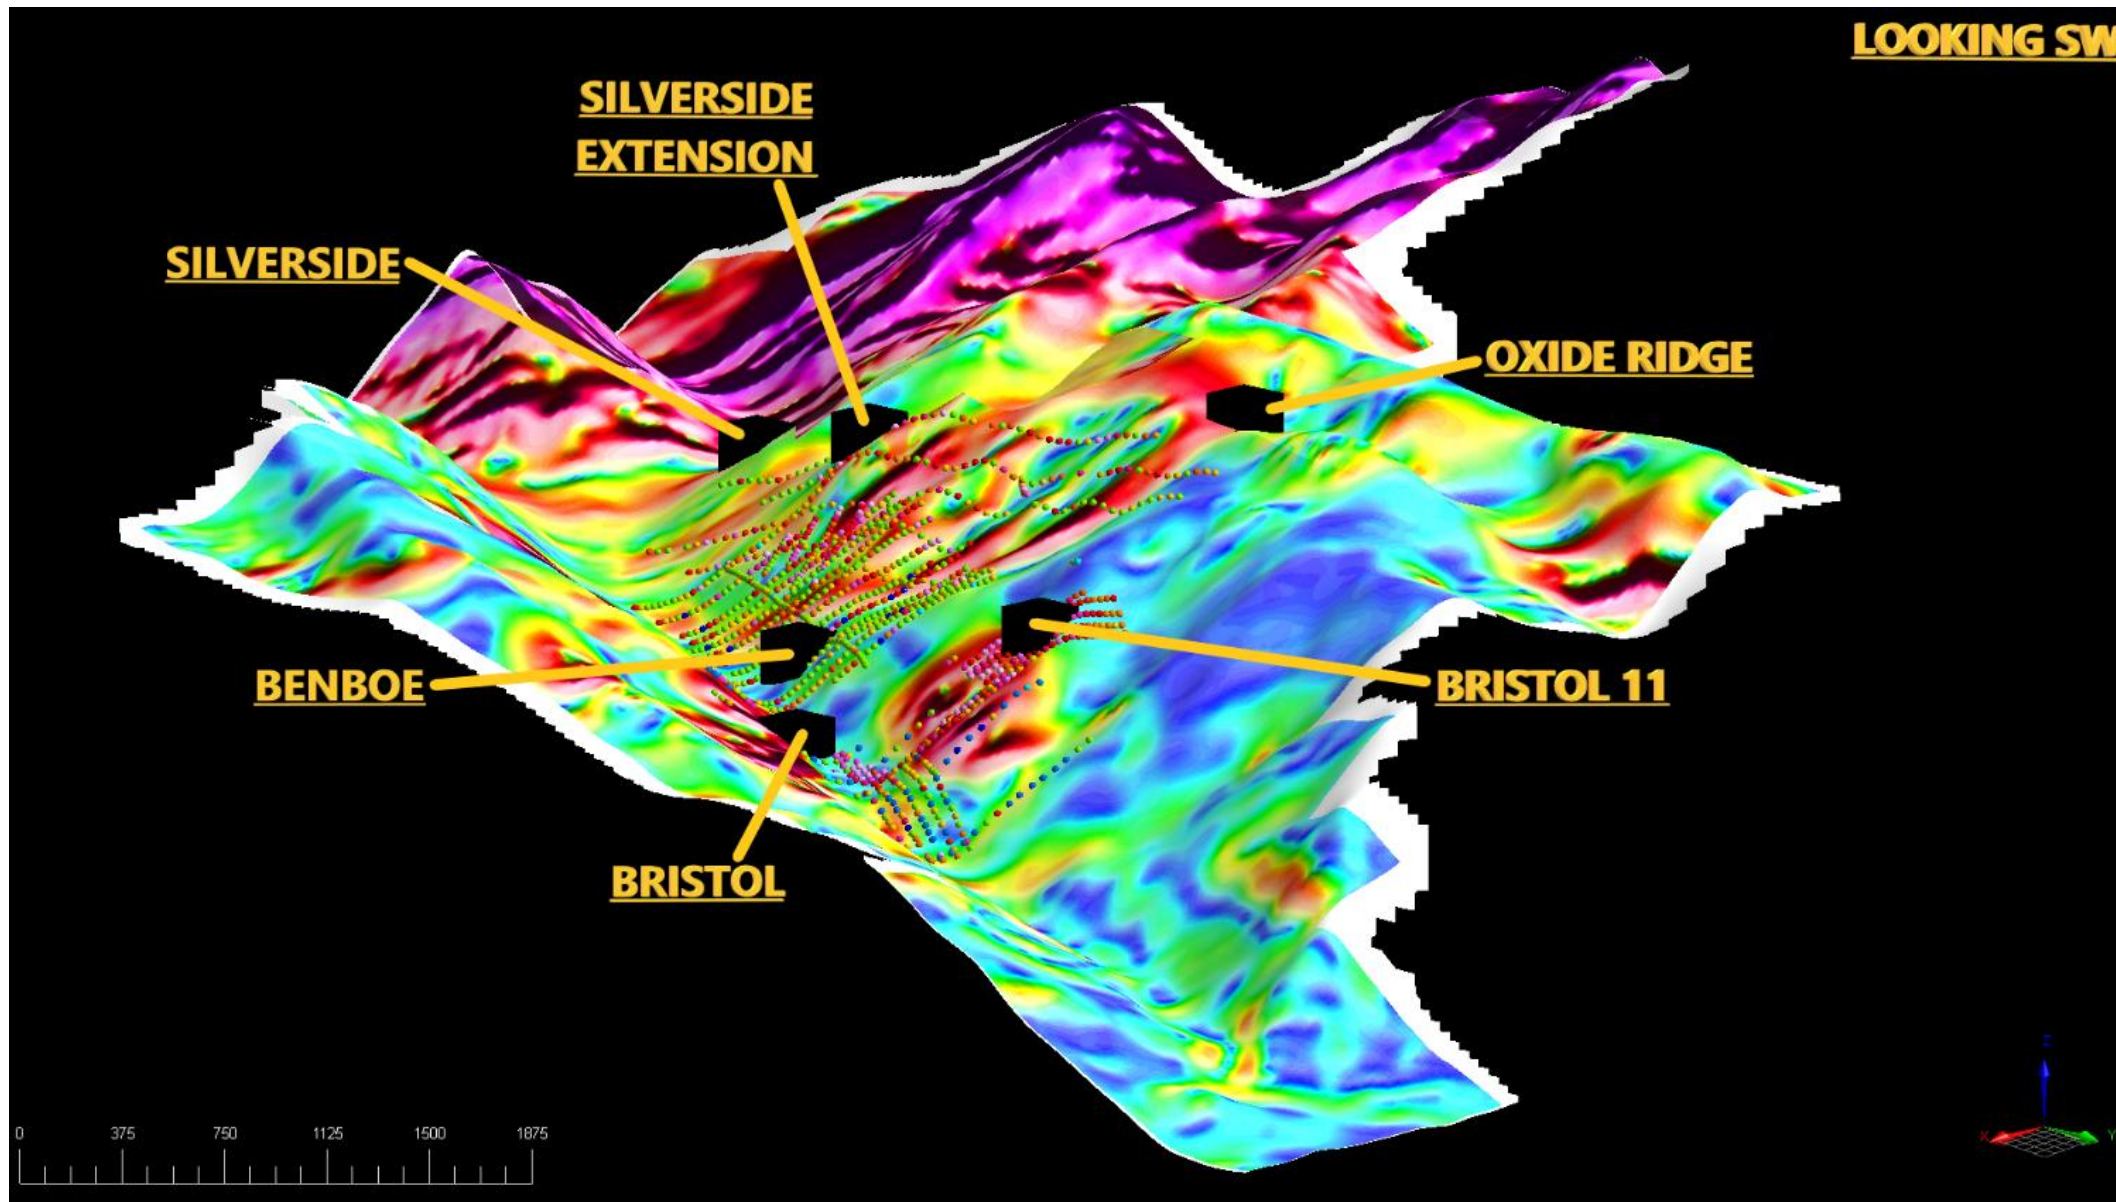 LOOKING SW
SILVERSIDE
EXTENSION
SILVERSIDE
OXIDE RIDGE
BENBOE
BRISTOL 11
BRISTOL
0 375 750 1125 1500 1875
Z
X Y